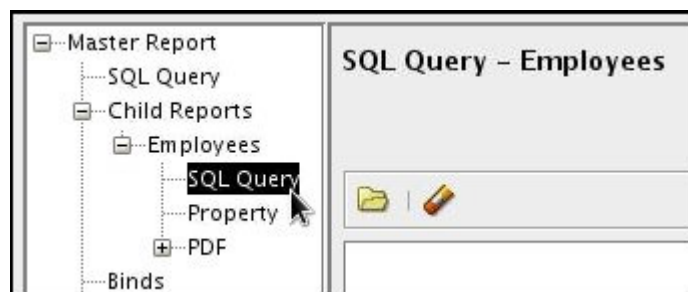 Master Report
SQL Query
Child Reports
Employees
SQL Query
Property
PDF
Binds
SQL Query – Employees